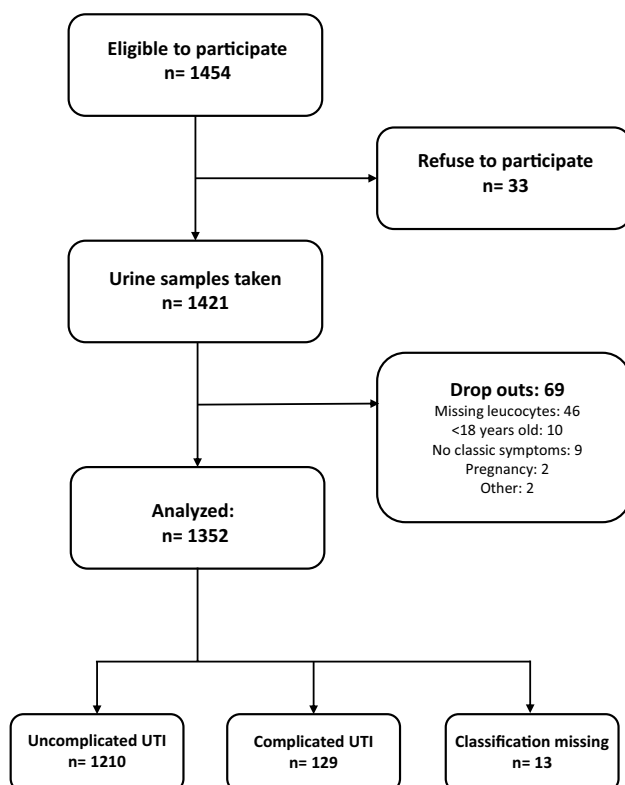 Eligible to participate
n= 1454
Refuse to participate
n= 33
Urine samples taken
n= 1421
Drop outs: 69
Missing leucocytes: 46
<18 years old: 10
No classic symptoms: 9
Pregnancy: 2
Other: 2
Analyzed:
n= 1352
Uncomplicated UTI
n= 1210
Complicated UTI
n= 129
Classification missing
n= 13